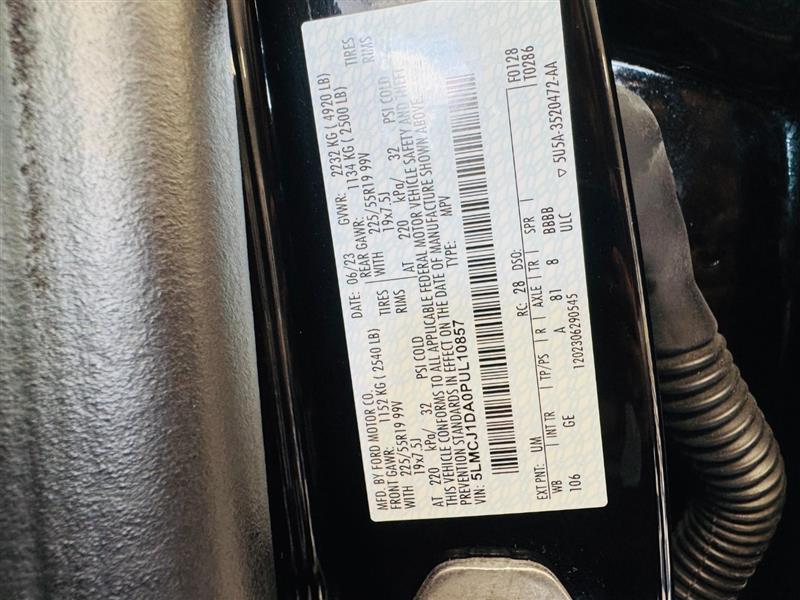 MFD. BY FORD MOTOR CO.
DATE: 06/23 GVWR: 2232 KG ( 4920 LB)
FRONT GAWR: 1152 KG ( 2540 LB) REAR GAWR: 1134 KG ( 2500 LB)
WITH 225/55R19 99V TIRES WITH 225/55R19 99V TIRES
19x7.5J RIMS 19x7.5J RIMS
AT 220 kPa/ 32 PSI COLD AT 220 kPa/ 32 PSI COLD
THIS VEHICLE CONFORMS TO ALL APPLICABLE FEDERAL MOTOR VEHICLE SAFETY AND THEFT
PREVENTION STANDARDS IN EFFECT ON THE DATE OF MANUFACTURE SHOWN ABOVE.
VIN: 5LMCJ1DA0PUL10857 TYPE: MPV
F0128
T0286
EXT PNT: UM RC: 28 DSO:
WB INT TR TP/PS R AXLE TR SPR
106 GE A 81 8 BBBB
ULC
1202306290545 ▽ 5U5A-3520472-AA